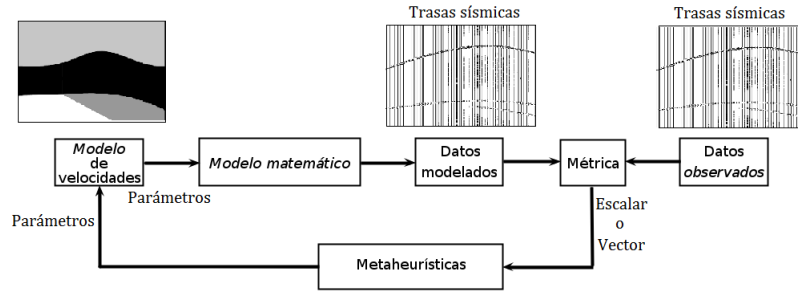 Trasas sísmicas
Trasas sísmicas
Modelo
de
velocidades
Modelo matemático
Datos
modelados
Métrica
Datos
observados
Parámetros
Parámetros
Escalar
o
Vector
Metaheurísticas